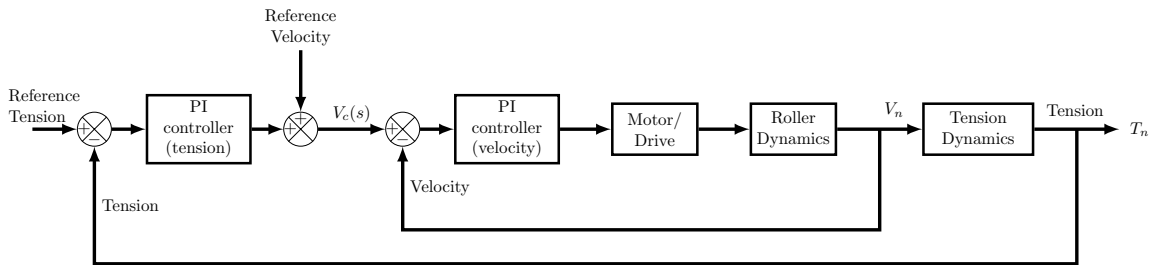 Reference
Velocity
Reference
Tension
+
−
PI
controller
(tension)
+
+
V_c(s)
+
−
PI
controller
(velocity)
Motor/
Drive
Roller
Dynamics
V_n
Tension
Dynamics
Tension
T_n
Velocity
Tension